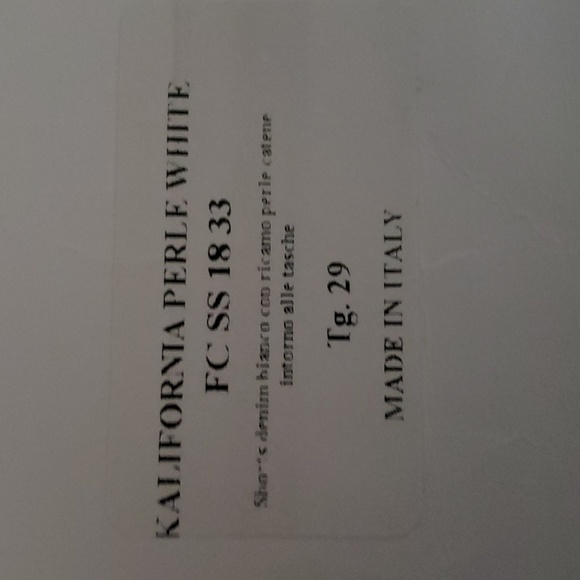 KALIFORNIA PERLE WHITE
FC SS 18 33
Shorts denim bianco con ricamo perle catene
intorno alle tasche
Tg. 29
MADE IN ITALY